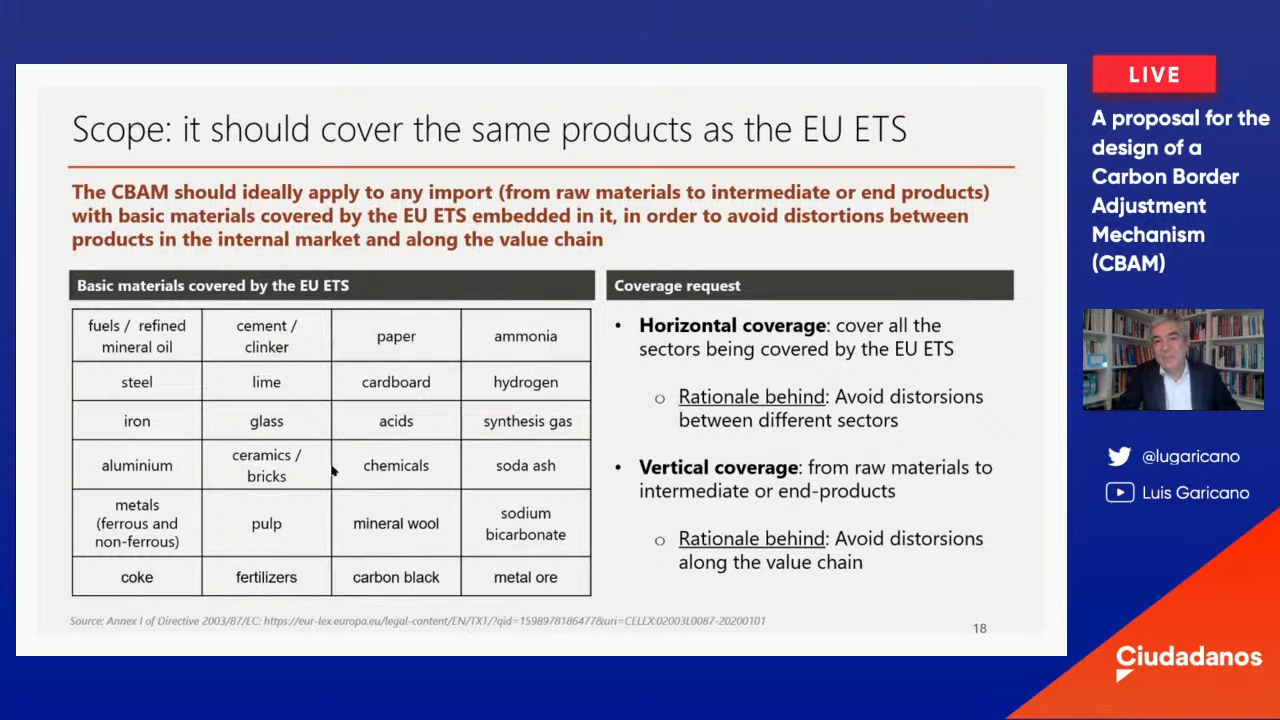 Scope: it should cover the same products as the EU ETS
The CBAM should ideally apply to any import (from raw materials to intermediate or end products)
with basic materials covered by the EU ETS embedded in it, in order to avoid distortions between
products in the internal market and along the value chain
Basic materials covered by the EU ETS
fuels / refined
mineral oil
cement /
clinker
paper
ammonia
steel
lime
cardboard
hydrogen
iron
glass
acids
synthesis gas
aluminium
ceramics /
bricks
chemicals
soda ash
metals
(ferrous and
non-ferrous)
pulp
mineral wool
sodium
bicarbonate
coke
fertilizers
carbon black
metal ore
Coverage request
• Horizontal coverage: cover all the
sectors being covered by the EU ETS
o Rationale behind: Avoid distortions
between different sectors
• Vertical coverage: from raw materials to
intermediate or end-products
o Rationale behind: Avoid distortions
along the value chain
Source: Annex I of Directive 2003/87/EC: https://eur-lex.europa.eu/legal-content/EN/TXT/?qid=1598978186477&uri=CELEX:02003L0087-20200101
18
LIVE
A proposal for the
design of a
Carbon Border
Adjustment
Mechanism
(CBAM)
@lugaricano
Luis Garicano
Ciudadanos